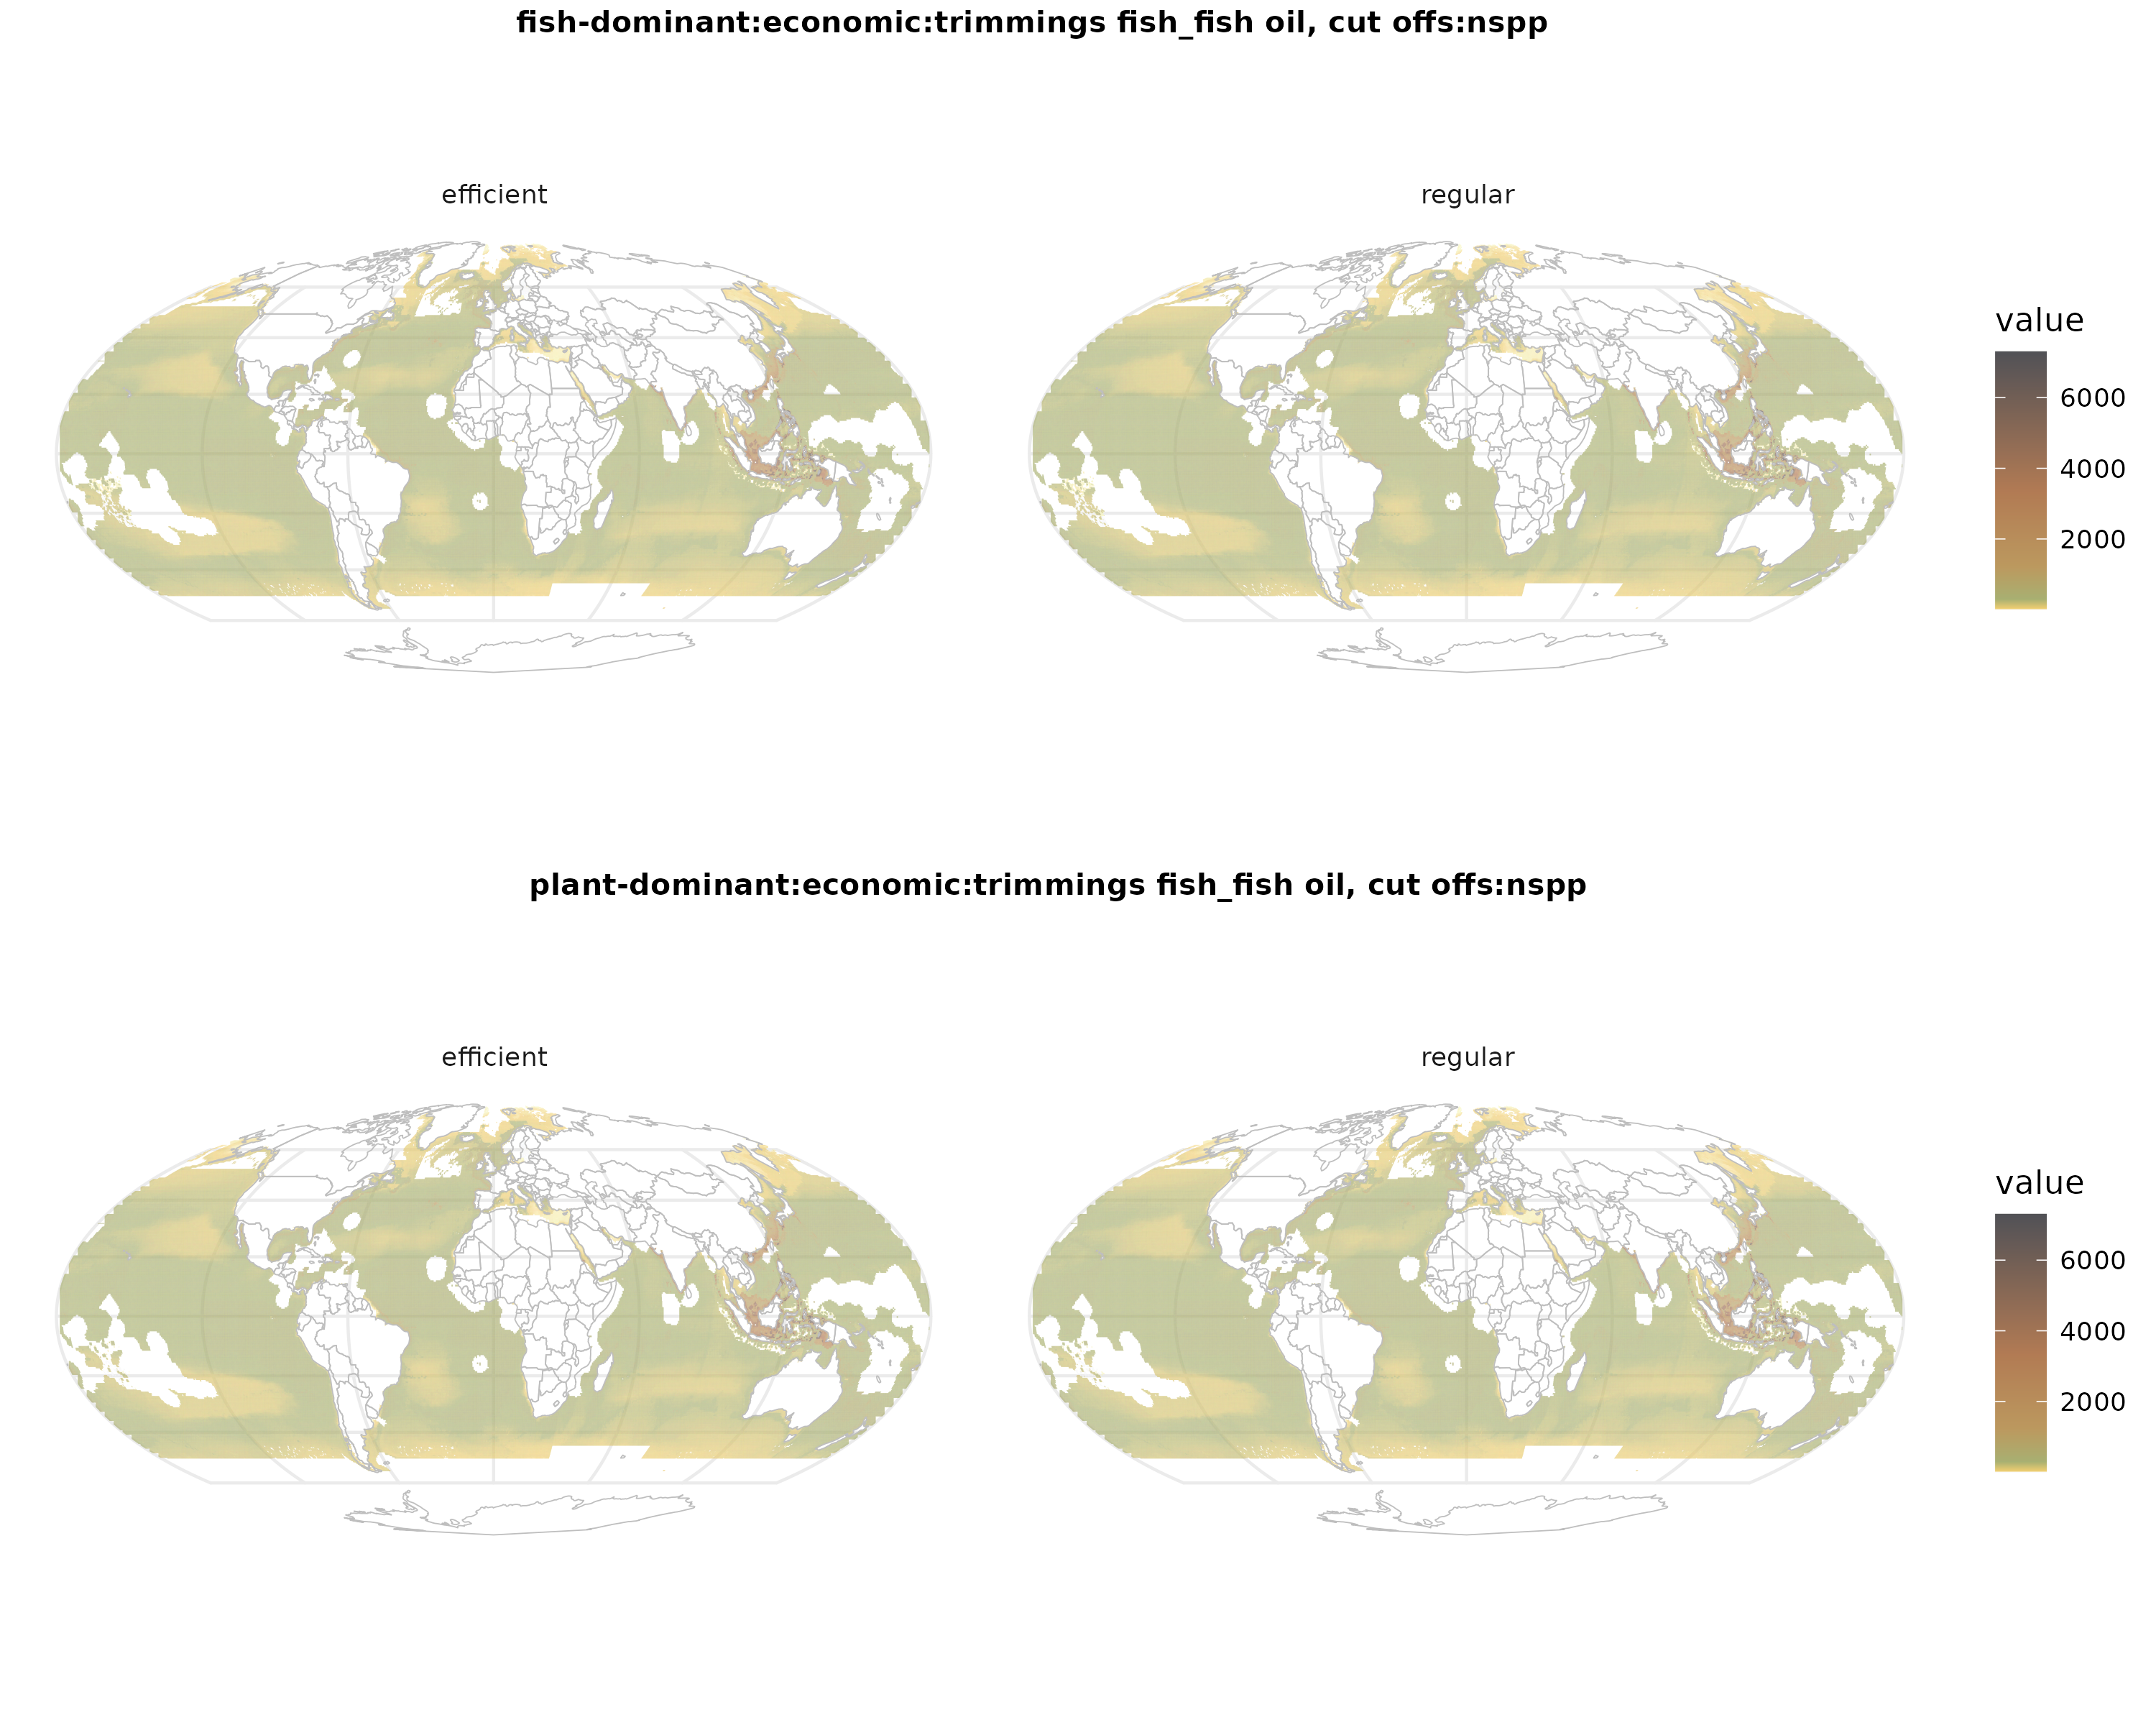 fish-dominant:economic:trimmings fish_fish oil, cut offs:nspp
efficient
regular
value
6000
4000
2000
plant-dominant:economic:trimmings fish_fish oil, cut offs:nspp
efficient
regular
value
6000
4000
2000